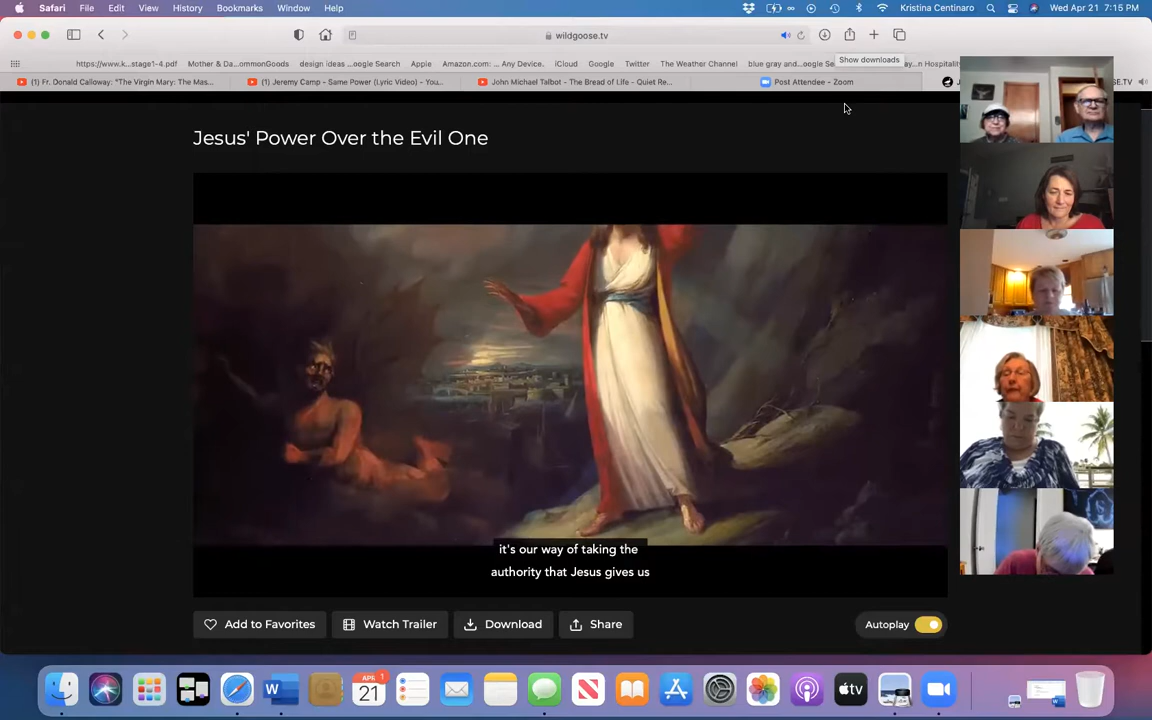 Safari File Edit View History Bookmarks Window Help Kristina Centinaro Wed Apr 21 7:15 PM
wildgoose.tv
https://www.k...stage1-4.pdf Mother & Da...ommonGoods design ideas ...oogle Search Apple Amazon.com: ... Any Device. iCloud Google Twitter The Weather Channel blue gray and...oogle Se
Show downloads
(1) Fr. Donald Calloway: "The Virgin Mary: The Mas... (1) Jeremy Camp - Same Power (Lyric Video) - You... John Michael Talbot - The Bread of Life - Quiet Re... Post Attendee - Zoom
Jesus' Power Over the Evil One
it's our way of taking the
authority that Jesus gives us
Add to Favorites Watch Trailer Download Share Autoplay
APR 21 1